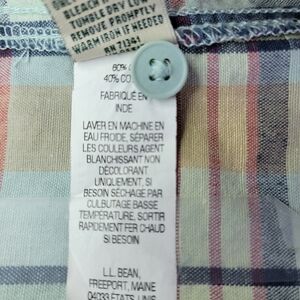 BLEACH
TUMBLE DRY LOW
REMOVE PROMPTLY
WARM IRON IF NEEDED
RN 71341
60%
40% CO
FABRIQUÉ EN
INDE
LAVER EN MACHINE EN
EAU FROIDE, SÉPARER
LES COULEURS AGENT
BLANCHISSANT NON
DÉCOLORANT
UNIQUEMENT, SI
BESOIN SÉCHAGE PAR
CULBUTAGE BASSE
TEMPÉRATURE, SORTIR
RAPIDEMENT FER CHAUD
SI BESOIN
L.L. BEAN,
FREEPORT, MAINE
04033 ÉTATS-UNIS